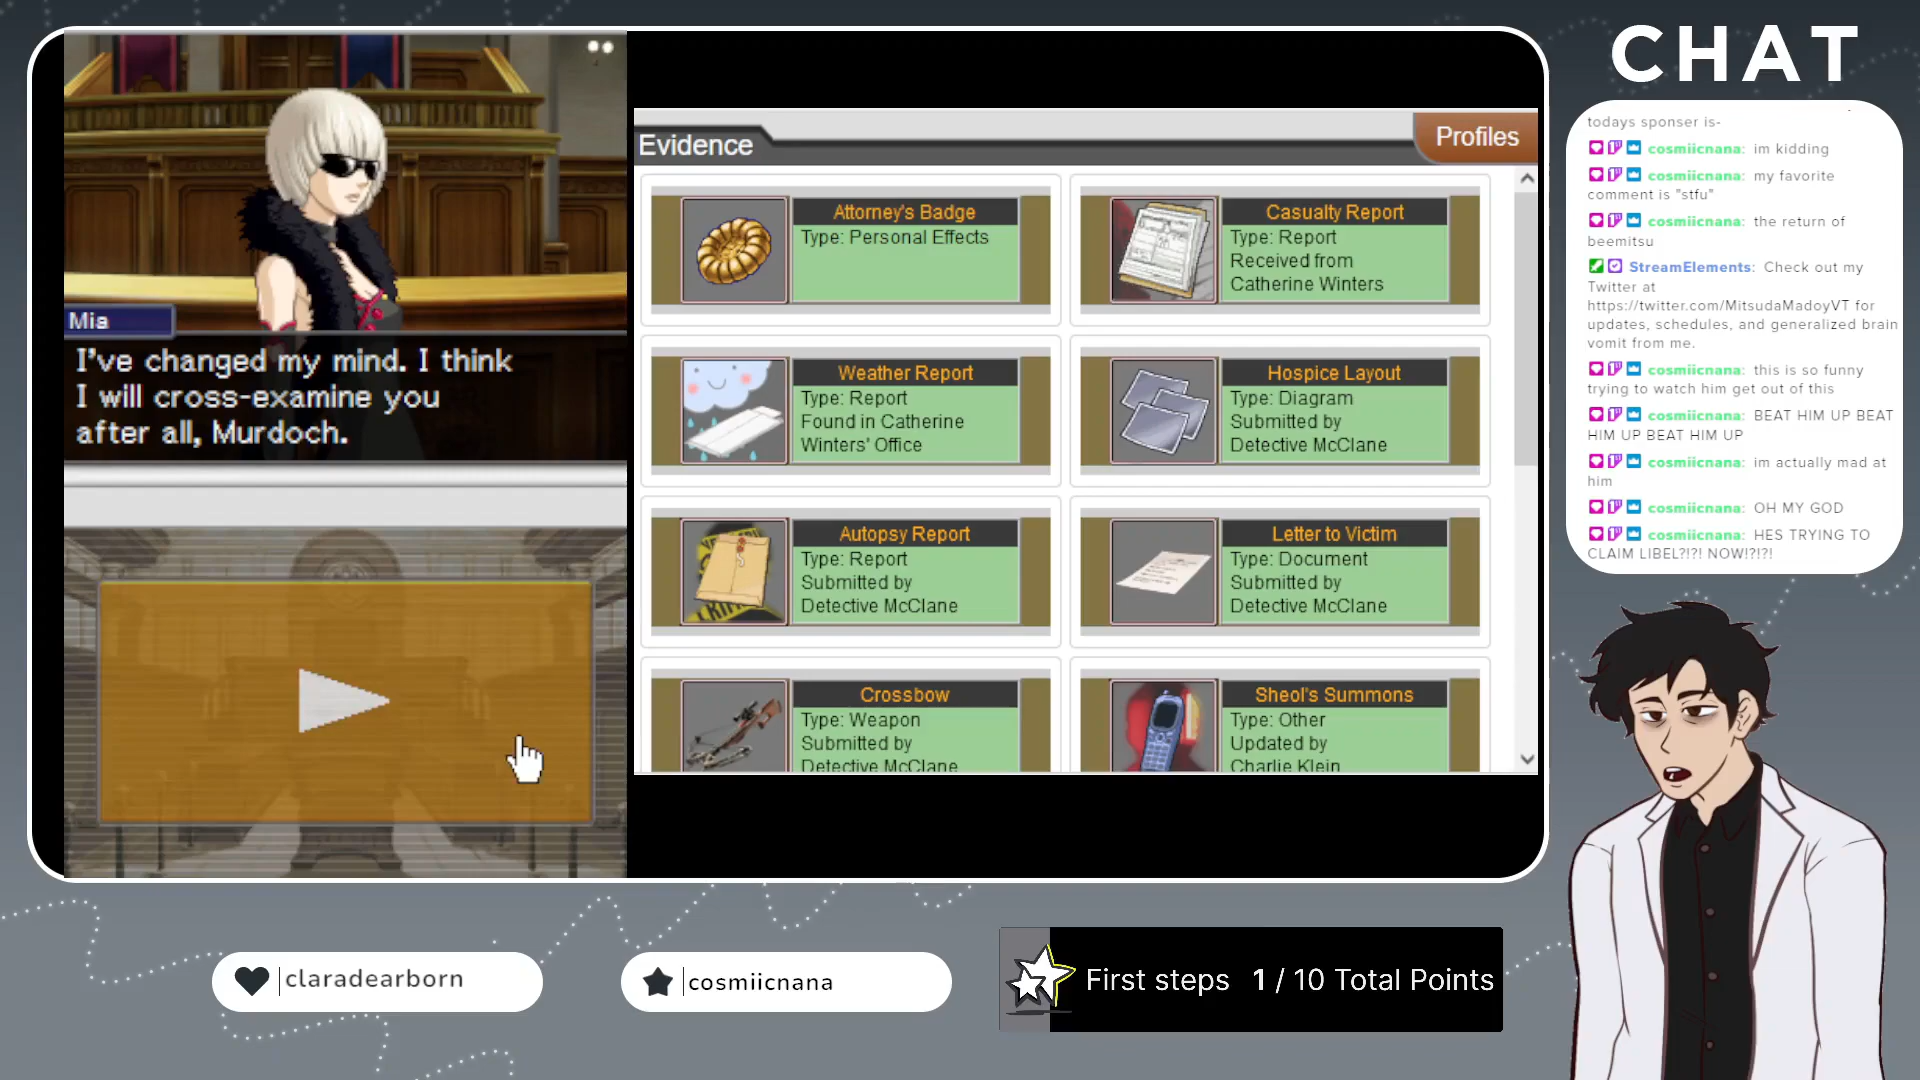 Mia
I've changed my mind. I think
I will cross-examine you
after all, Murdoch.
Evidence
Profiles
Attorney's Badge
Type: Personal Effects
Casualty Report
Type: Report
Received from
Catherine Winters
Weather Report
Type: Report
Found in Catherine
Winters' Office
Hospice Layout
Type: Diagram
Submitted by
Detective McClane
Autopsy Report
Type: Report
Submitted by
Detective McClane
Letter to Victim
Type: Document
Submitted by
Detective McClane
Crossbow
Type: Weapon
Submitted by
Detective McClane
Sheol's Summons
Type: Other
Updated by
Charlie Klein
CHAT
todays sponser is-
cosmiicnana: im kidding
cosmiicnana: my favorite
comment is "stfu"
cosmiicnana: the return of
beemitsu
StreamElements: Check out my
Twitter at
https://twitter.com/MitsudaMadoyVT for
updates, schedules, and generalized brain
vomit from me.
cosmiicnana: this is so funny
trying to watch him get out of this
cosmiicnana: BEAT HIM UP BEAT
HIM UP BEAT HIM UP
cosmiicnana: im actually mad at
him
cosmiicnana: OH MY GOD
cosmiicnana: HES TRYING TO
CLAIM LIBEL?!?! NOW!?!?!
claradearborn
cosmiicnana
First steps 1 / 10 Total Points